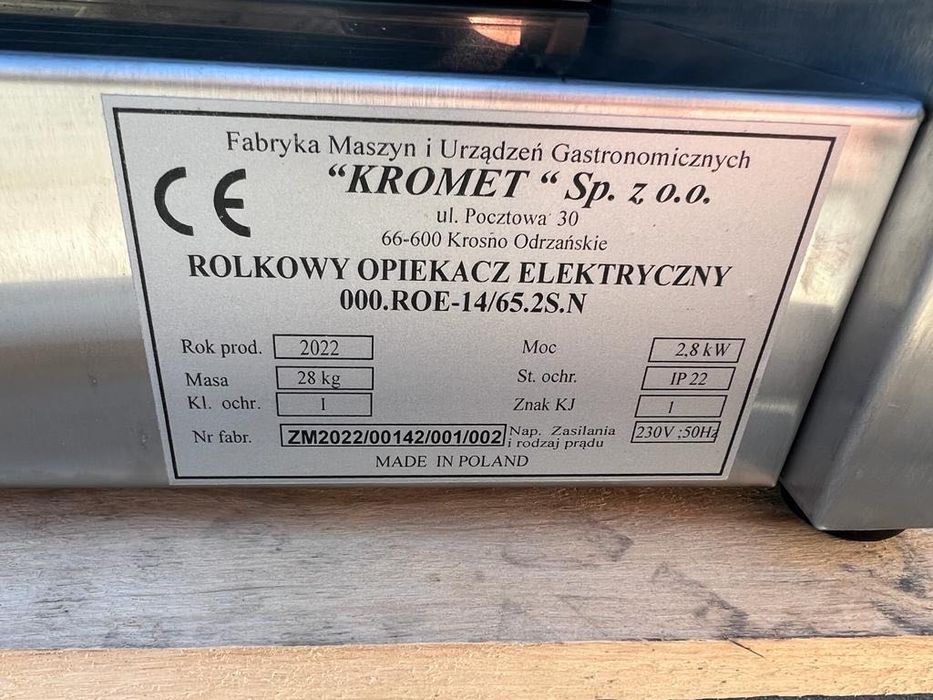 Fabryka Maszyn i Urządzeń Gastronomicznych
CE
"KROMET " Sp. z o.o.
ul. Pocztowa 30
66-600 Krosno Odrzańskie
ROLKOWY OPIEKACZ ELEKTRYCZNY
000.ROE-14/65.2S.N
Rok prod. 2022 Moc 2,8 kW
Masa 28 kg St. ochr. IP 22
Kl. ochr. I Znak KJ 1
Nr fabr. ZM2022/00142/001/002 Nap. Zasilania i rodzaj prądu 230V ;50Hz
MADE IN POLAND